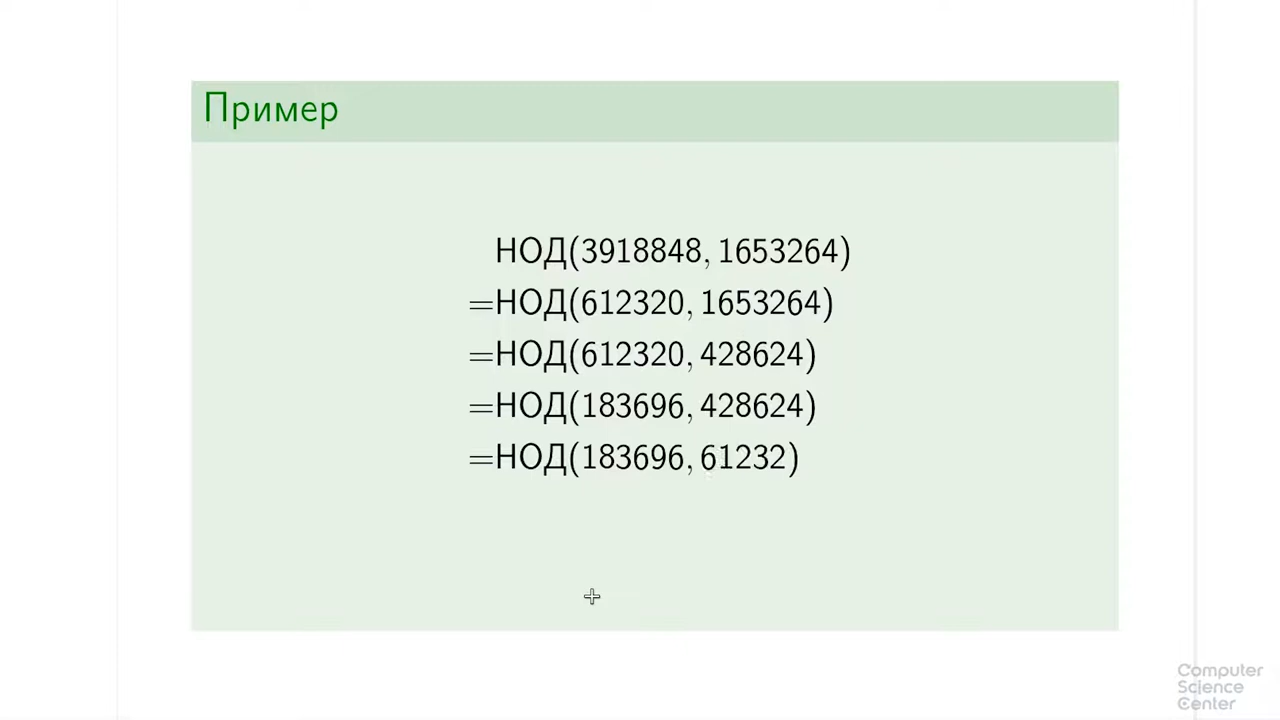 Пример
НОД(3918848, 1653264)
=НОД(612320, 1653264)
=НОД(612320, 428624)
=НОД(183696, 428624)
=НОД(183696, 61232)
Computer
Science
Center